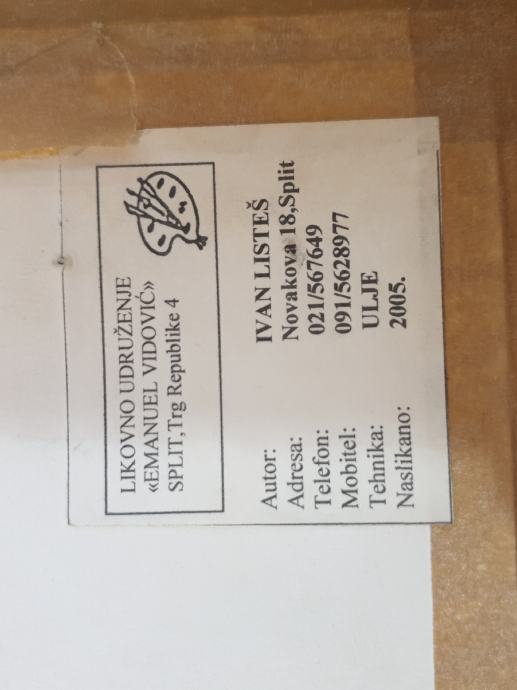 LIKOVNO UDRUŽENJE
«EMANUEL VIDOVIĆ»
SPLIT,Trg Republike 4
Autor: IVAN LISTEŠ
Adresa: Novakova 18,Split
Telefon: 021/567649
Mobitel: 091/5628977
Tehnika: ULJE
Naslikano: 2005.